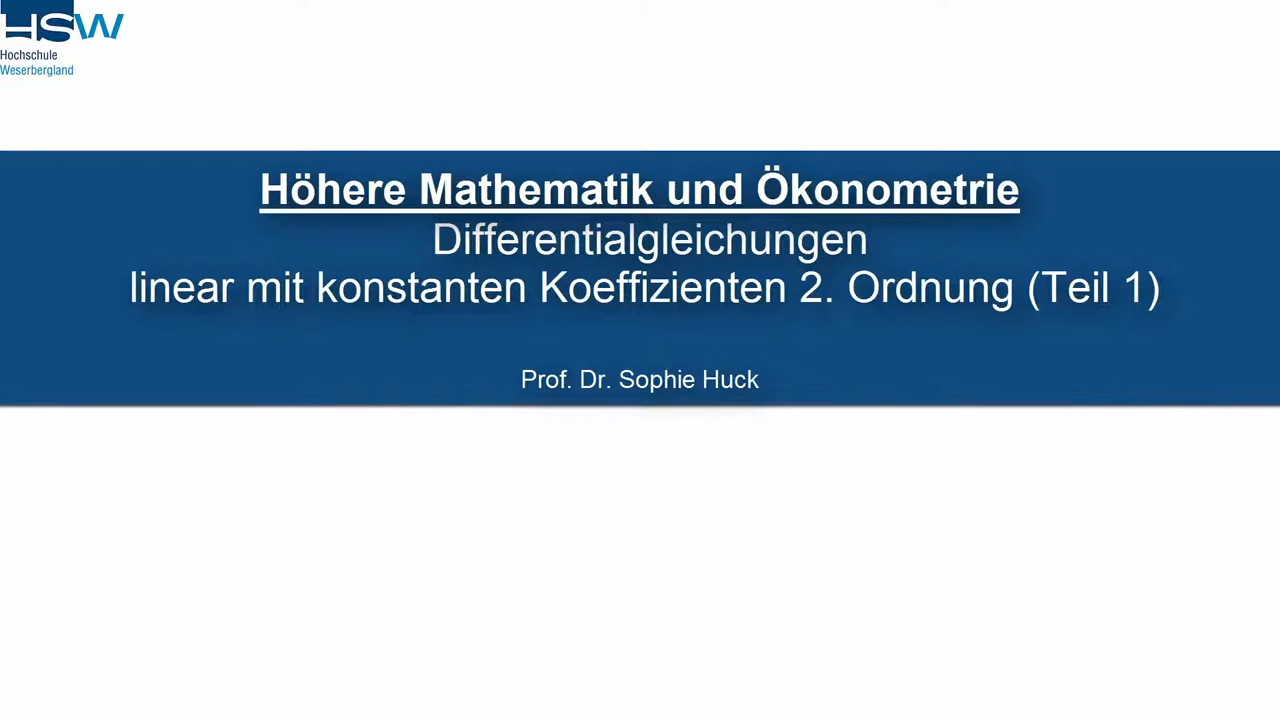 HSW
Hochschule
Weserbergland
Höhere Mathematik und Ökonometrie
Differentialgleichungen
linear mit konstanten Koeffizienten 2. Ordnung (Teil 1)
Prof. Dr. Sophie Huck